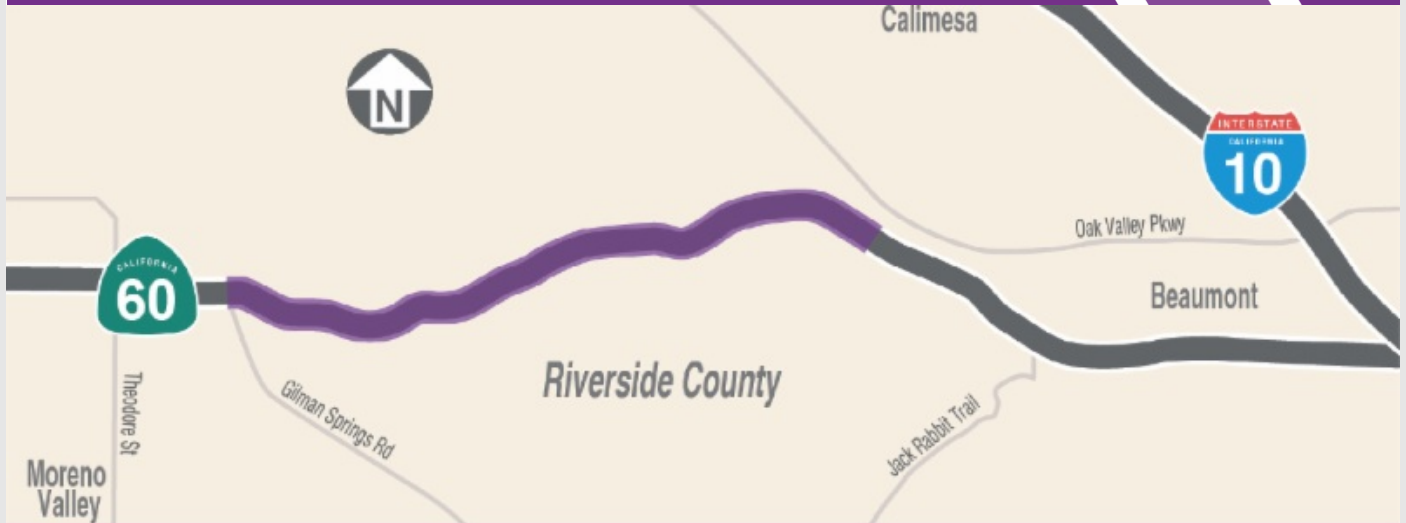 Calimesa
N
INTERSTATE
CALIFORNIA
10
Oak Valley Pkwy
CALIFORNIA
60
Beaumont
Riverside County
Theodore St
Gilman Springs Rd
Jack Rabbit Trail
Moreno
Valley